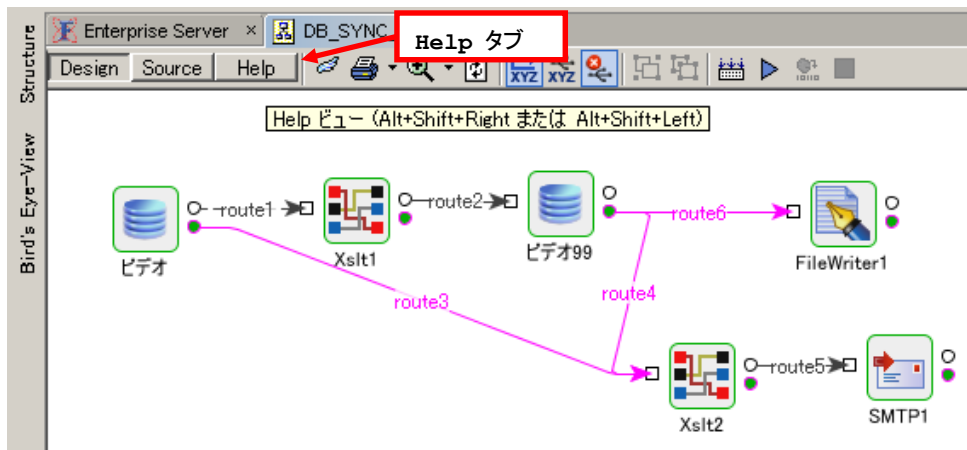 Enterprise Server ×
DB_SYNC_
Help タブ
Design Source Help
XYZ XYZ
Structure
Bird's Eye-View
Help ビュー (Alt+Shift+Right または Alt+Shift+Left)
route1
route2
route6
ビデオ
Xslt1
ビデオ99
FileWriter1
route3
route4
route5
Xslt2
SMTP1